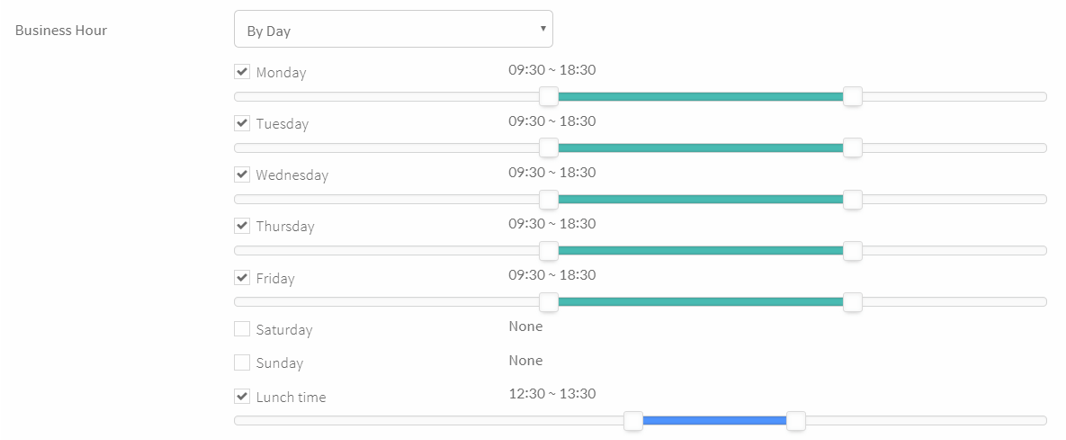 Business Hour
By Day
Monday 09:30 ~ 18:30
Tuesday 09:30 ~ 18:30
Wednesday 09:30 ~ 18:30
Thursday 09:30 ~ 18:30
Friday 09:30 ~ 18:30
Saturday None
Sunday None
Lunch time 12:30 ~ 13:30